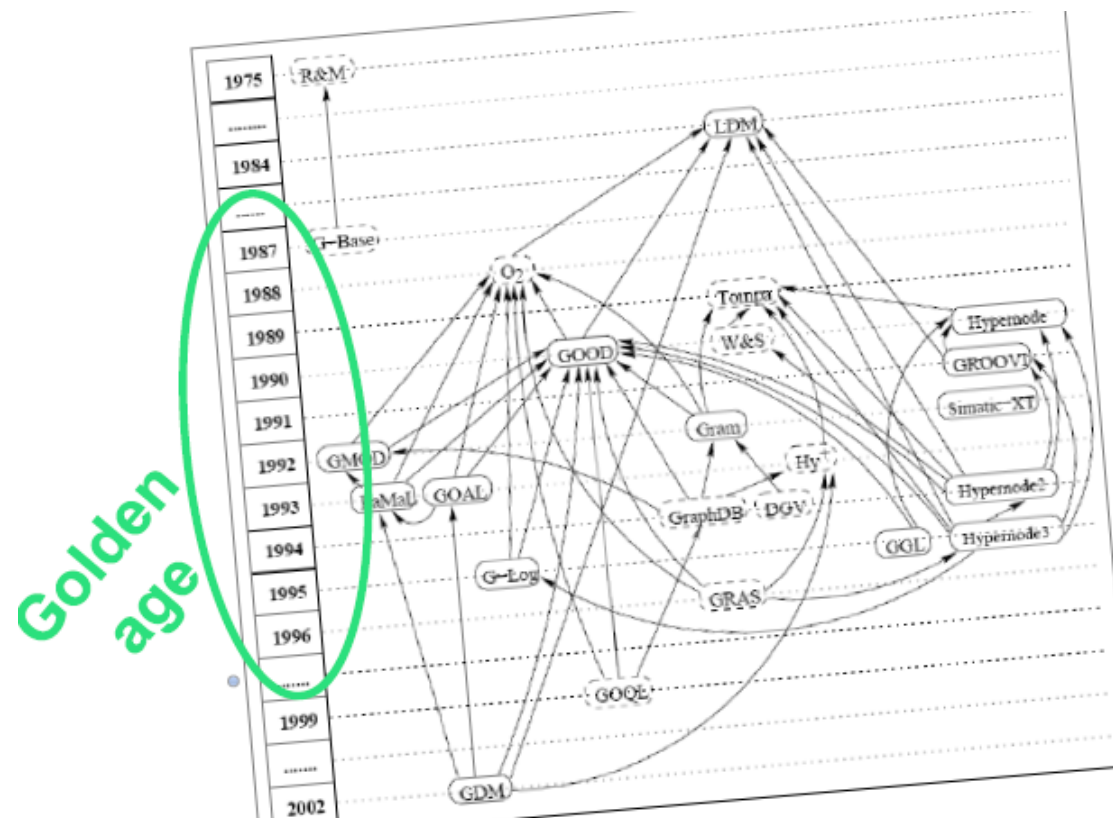 1975
R&M
........
LDM
1984
......
1987
G-Base
1988
O2
Tompa
1989
Hypernode
W&S
GOOD
1990
GROOVY
Simatic-XT
1991
Gram
1992
GMOD
Hy+
Hypernode2
1993
PaMaL
GOAL
GraphDB
DGV
1994
GGL
Hypernode3
G-Log
1995
GRAS
1996
.......
GOQL
1999
.......
GDM
2002
Golden
age